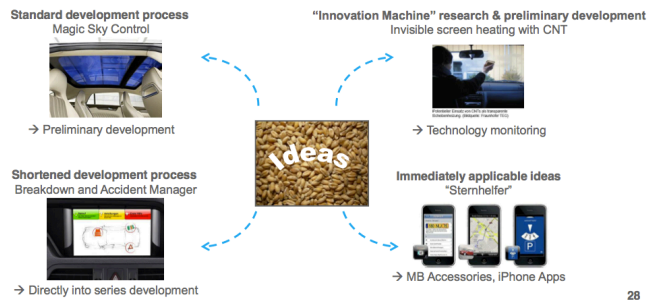 Standard development process
Magic Sky Control
→ Preliminary development
“Innovation Machine” research & preliminary development
Invisible screen heating with CNT
→ Technology monitoring
Ideas
Shortened development process
Breakdown and Accident Manager
→ Directly into series development
Immediately applicable ideas
“Sternhelfer”
P
→ MB Accessories, iPhone Apps
28